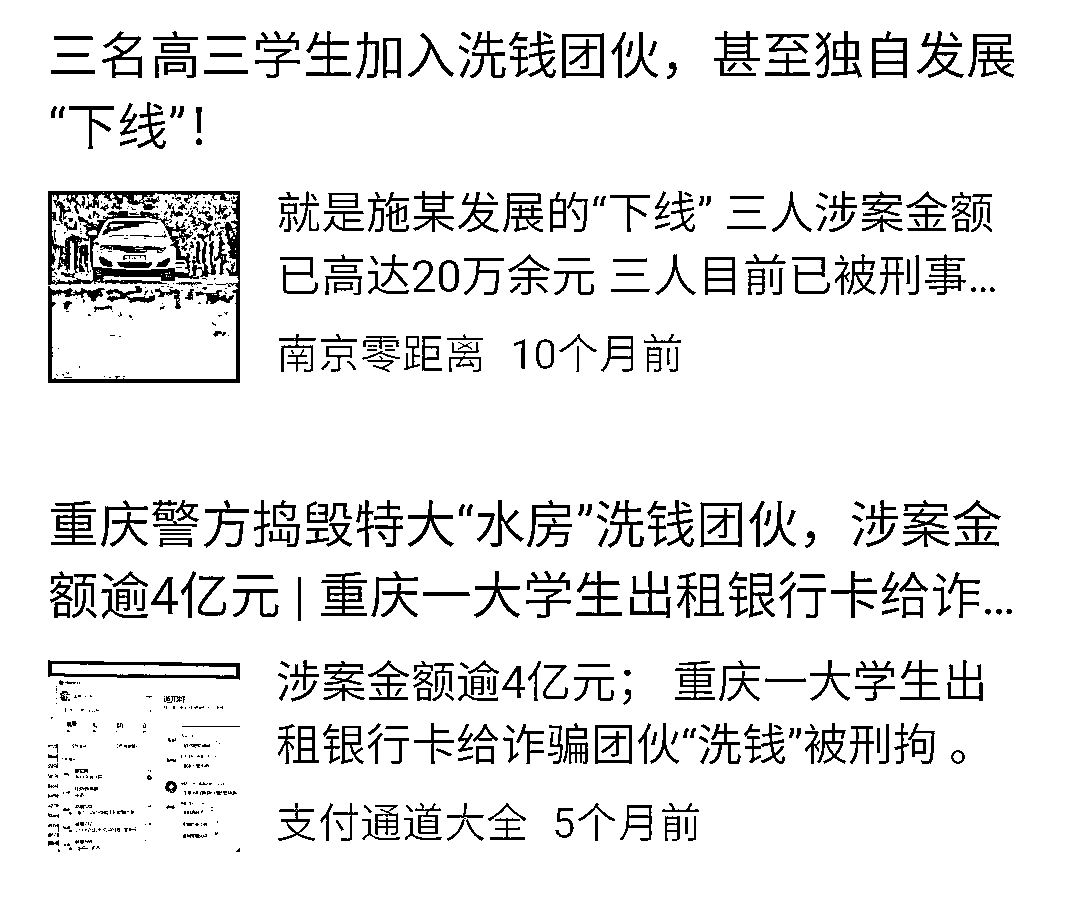 三名高三学生加入洗钱团伙，甚至独自发展
“下线”！
就是施某发展的“下线” 三人涉案金额
已高达20万余元 三人目前已被刑事...
南京零距离 10个月前
重庆警方捣毁特大“水房”洗钱团伙，涉案金
额逾4亿元 | 重庆一大学生出租银行卡给诈...
涉案金额逾4亿元； 重庆一大学生出
租银行卡给诈骗团伙“洗钱”被刑拘 。
支付通道大全 5个月前